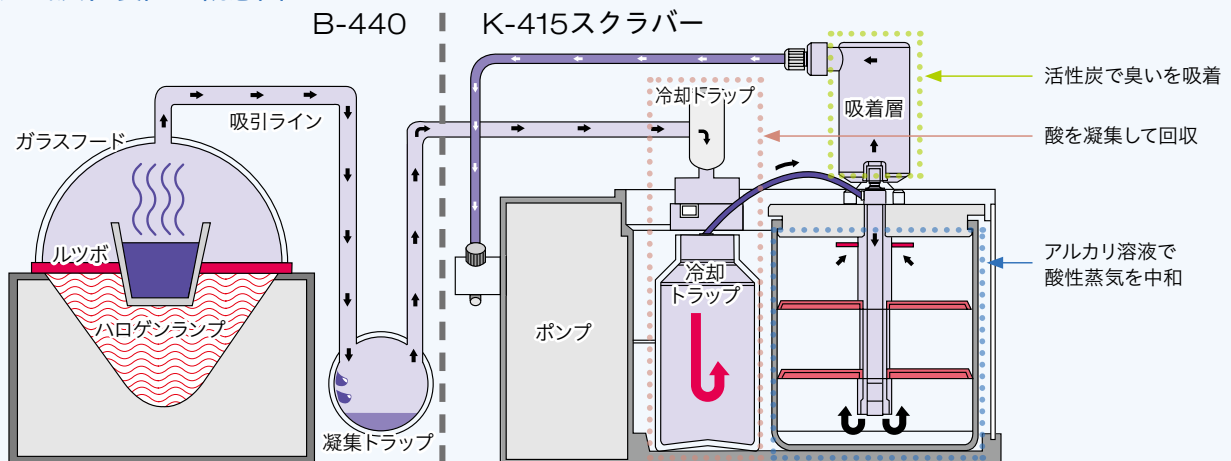 B-440
K-415スクラバー
ガラスフード
吸引ライン
ルツボ
ハロゲンランプ
凝集トラップ
冷却トラップ
吸着層
活性炭で臭いを吸着
酸を凝集して回収
ポンプ
冷却
トラップ
アルカリ溶液で
酸性蒸気を中和